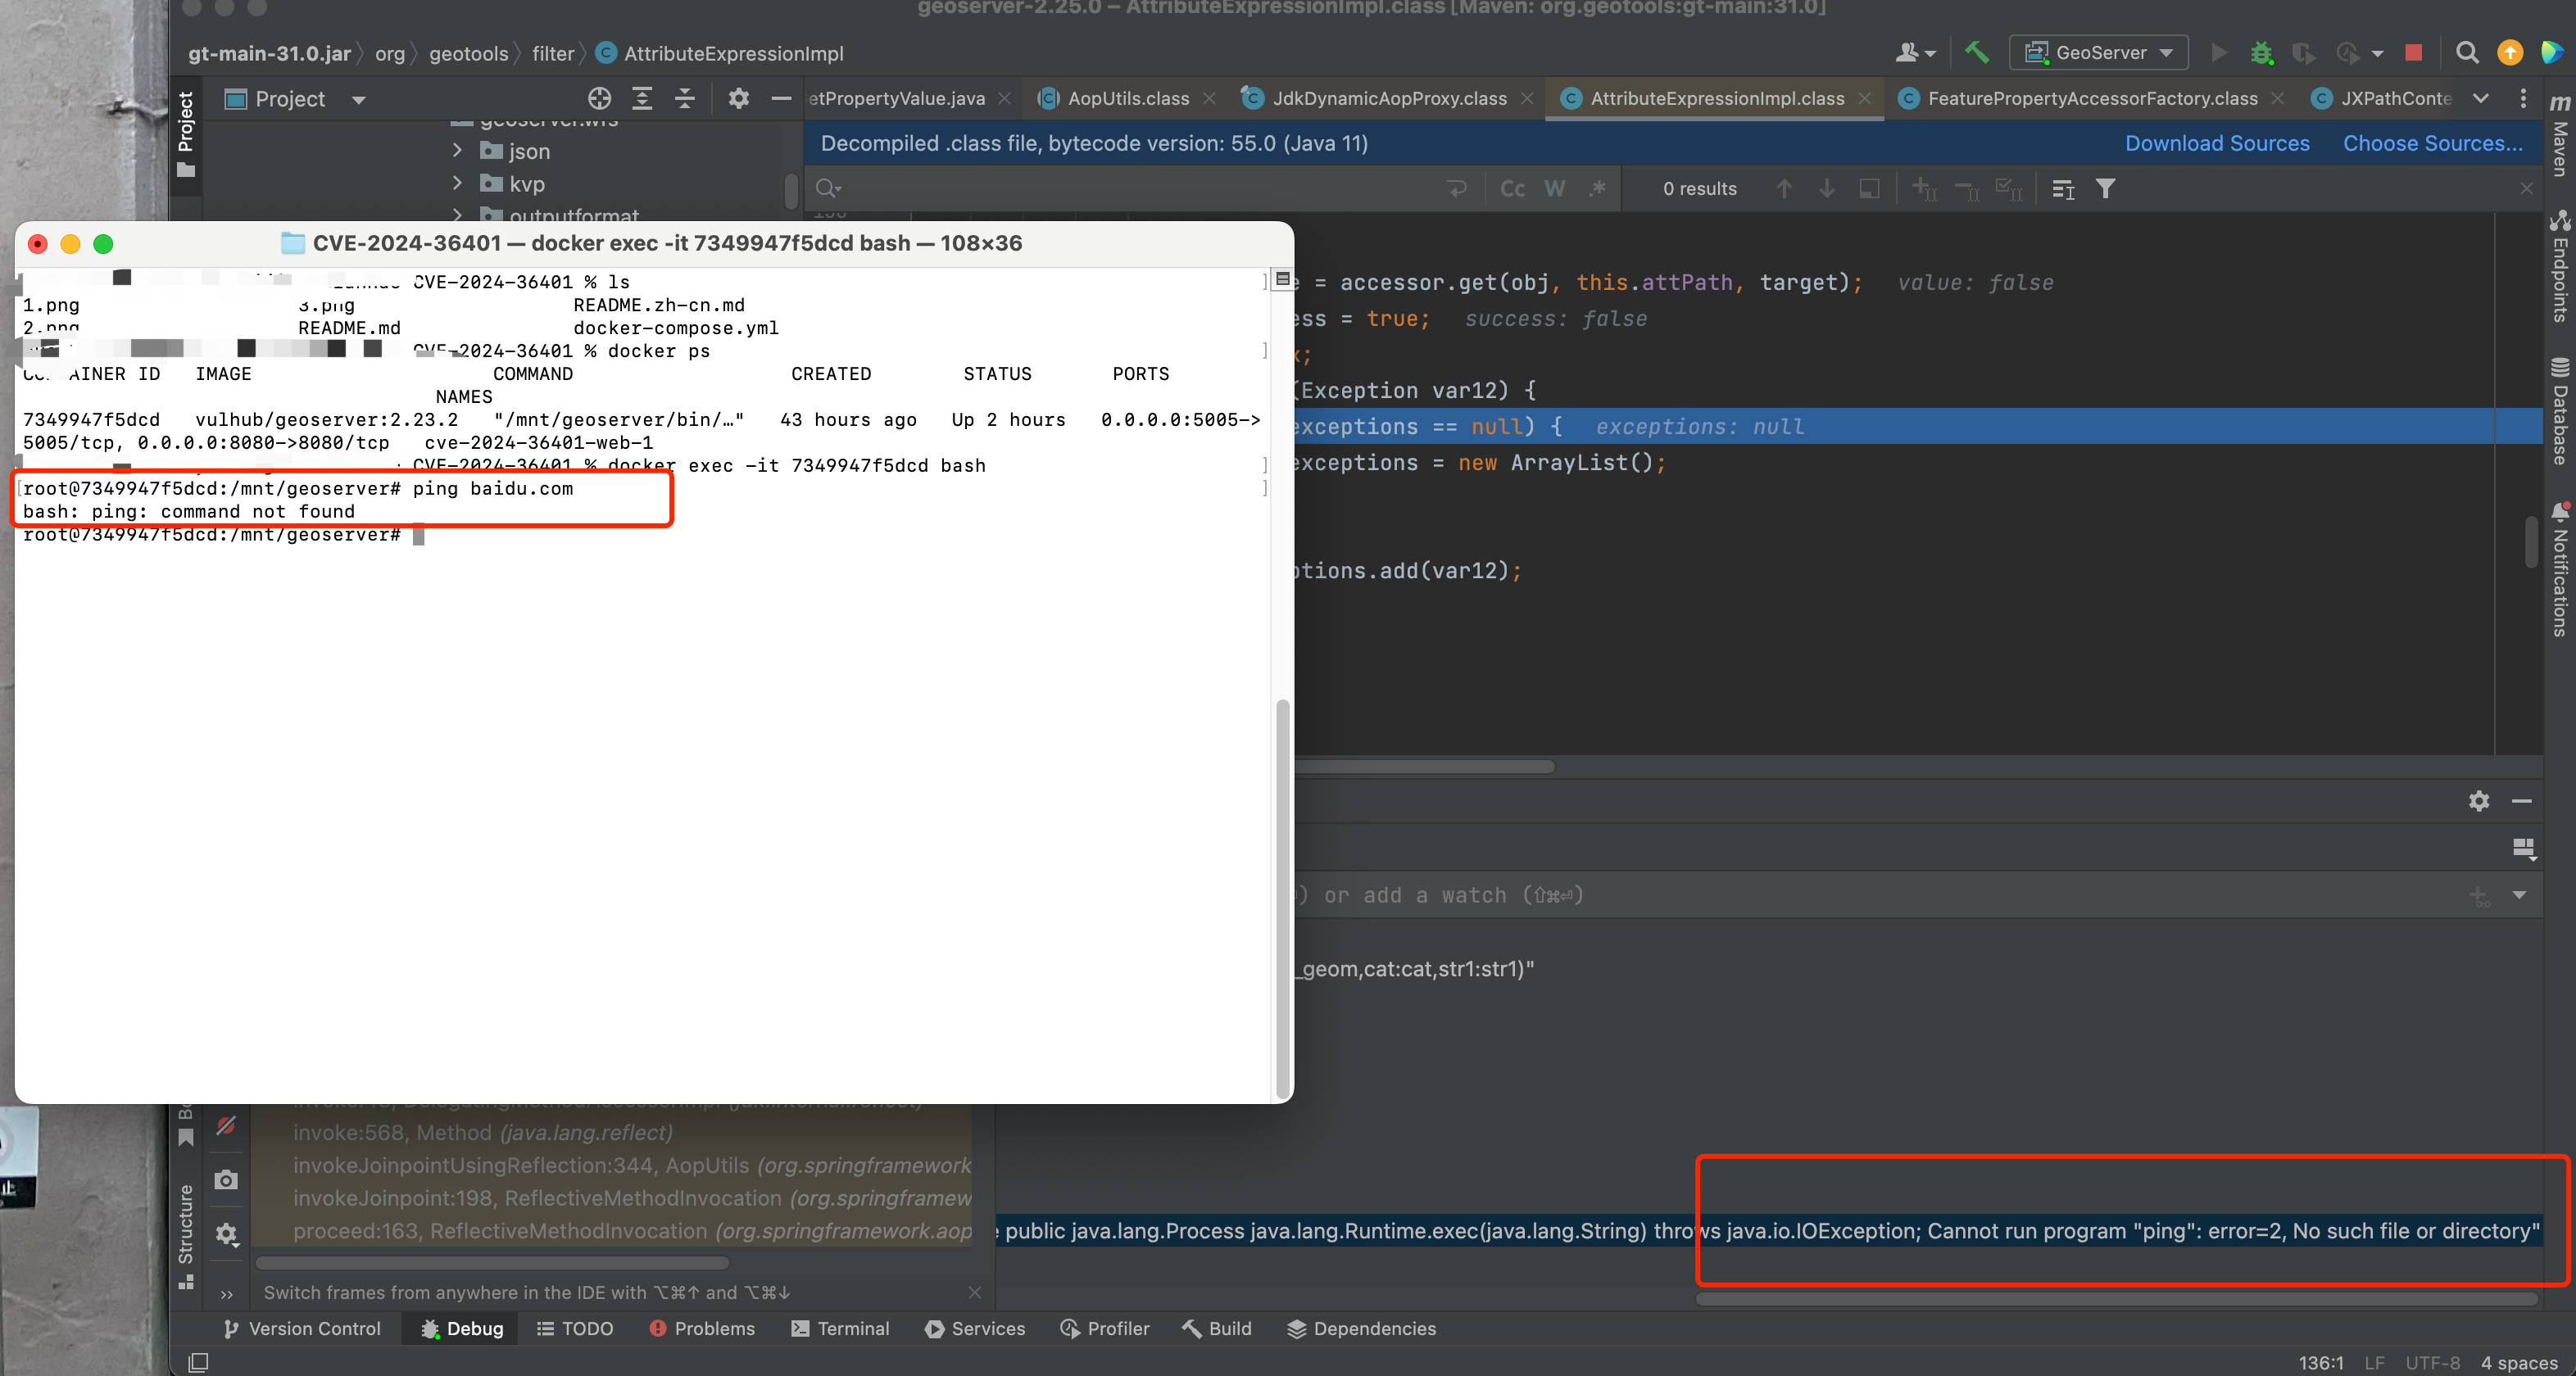 geoserver-2.25.0 – AttributeExpressionImpl.class [Maven: org.geotools:gt-main:31.0]
gt-main-31.0.jar org geotools filter AttributeExpressionImpl
GeoServer
Project
etPropertyValue.java AopUtils.class JdkDynamicAopProxy.class AttributeExpressionImpl.class FeaturePropertyAccessorFactory.class JXPathConte
Project
geoserver.wfs
json
kvp
outputformat
Decompiled .class file, bytecode version: 55.0 (Java 11) Download Sources Choose Sources...
Cc W .* 0 results
Maven
Endpoints
Database
Notifications
CVE-2024-36401 — docker exec -it 7349947f5dcd bash — 108×36
CVE-2024-36401 % ls
1.png 3.png README.zh-cn.md
2.png README.md docker-compose.yml
CVE-2024-36401 % docker ps
AINER ID IMAGE COMMAND CREATED STATUS PORTS
NAMES
7349947f5dcd vulhub/geoserver:2.23.2 "/mnt/geoserver/bin/…" 43 hours ago Up 2 hours 0.0.0.0:5005->
5005/tcp, 0.0.0.0:8080->8080/tcp cve-2024-36401-web-1
CVE-2024-36401 % docker exec -it 7349947f5dcd bash
[root@7349947f5dcd:/mnt/geoserver# ping baidu.com
bash: ping: command not found
root@7349947f5dcd:/mnt/geoserver#
e = accessor.get(obj, this.attPath, target); value: false
ess = true; success: false
k;
(Exception var12) {
exceptions == null) { exceptions: null
exceptions = new ArrayList();
ptions.add(var12);
) or add a watch (⇧⌘⏎)
_geom,cat:cat,str1:str1)"
invoke:568, Method (java.lang.reflect)
invokeJoinpointUsingReflection:344, AopUtils (org.springframework
invokeJoinpoint:198, ReflectiveMethodInvocation (org.springframew
proceed:163, ReflectiveMethodInvocation (org.springframework.aop
e public java.lang.Process java.lang.Runtime.exec(java.lang.String) throws java.io.IOException; Cannot run program "ping": error=2, No such file or directory"
Structure
Switch frames from anywhere in the IDE with ⌥⌘↑ and ⌥⌘↓
Version Control Debug TODO Problems Terminal Services Profiler Build Dependencies
136:1 LF UTF-8 4 spaces